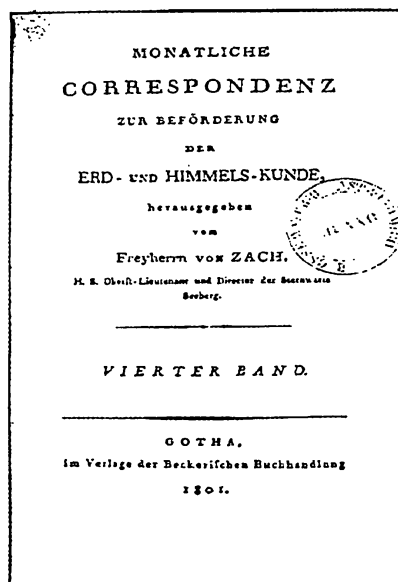 MONATLICHE
CORRESPONDENZ
ZUR BEFÖRDERUNG
DER
ERD- UND HIMMELS-KUNDE,
herausgegeben
vom
Freyherrn VON ZACH,
H. S. Oberſt-Lieutenant und Director der Sternwarte
Seeberg.
VIERTER BAND.
GOTHA,
im Verlage der Beckeriſchen Buchhandlung
1801.